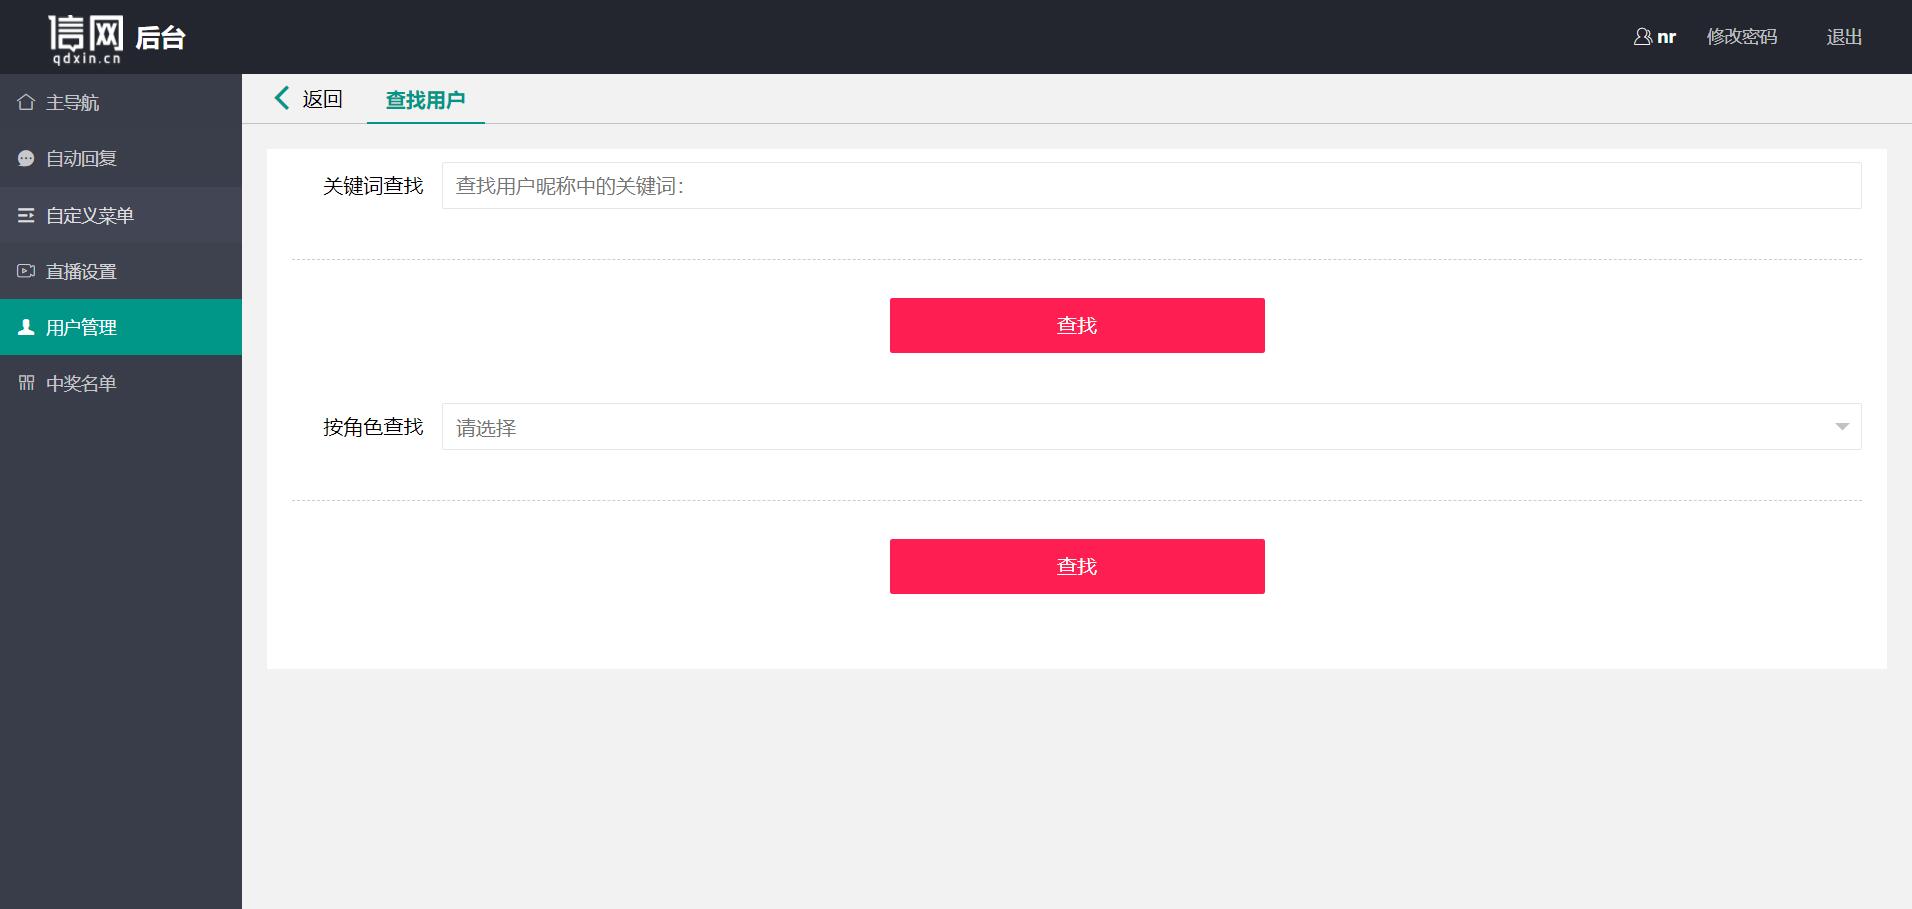 信网 后台
qdxin.cn
nr 修改密码 退出
主导航
自动回复
自定义菜单
直播设置
用户管理
中奖名单
返回 查找用户
关键词查找 查找用户昵称中的关键词：
查找
按角色查找 请选择
查找